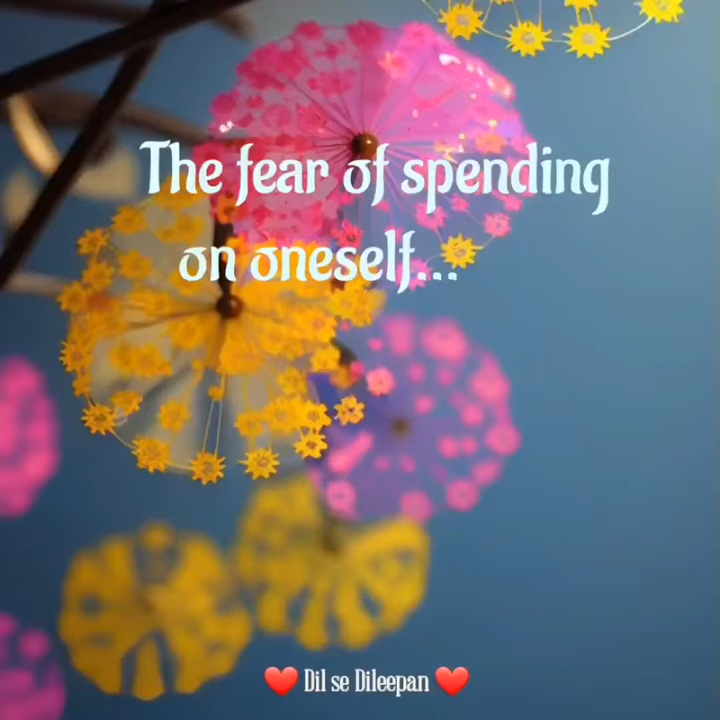 The fear of spending
on oneself...
❤️ Dil se Dileepan ❤️